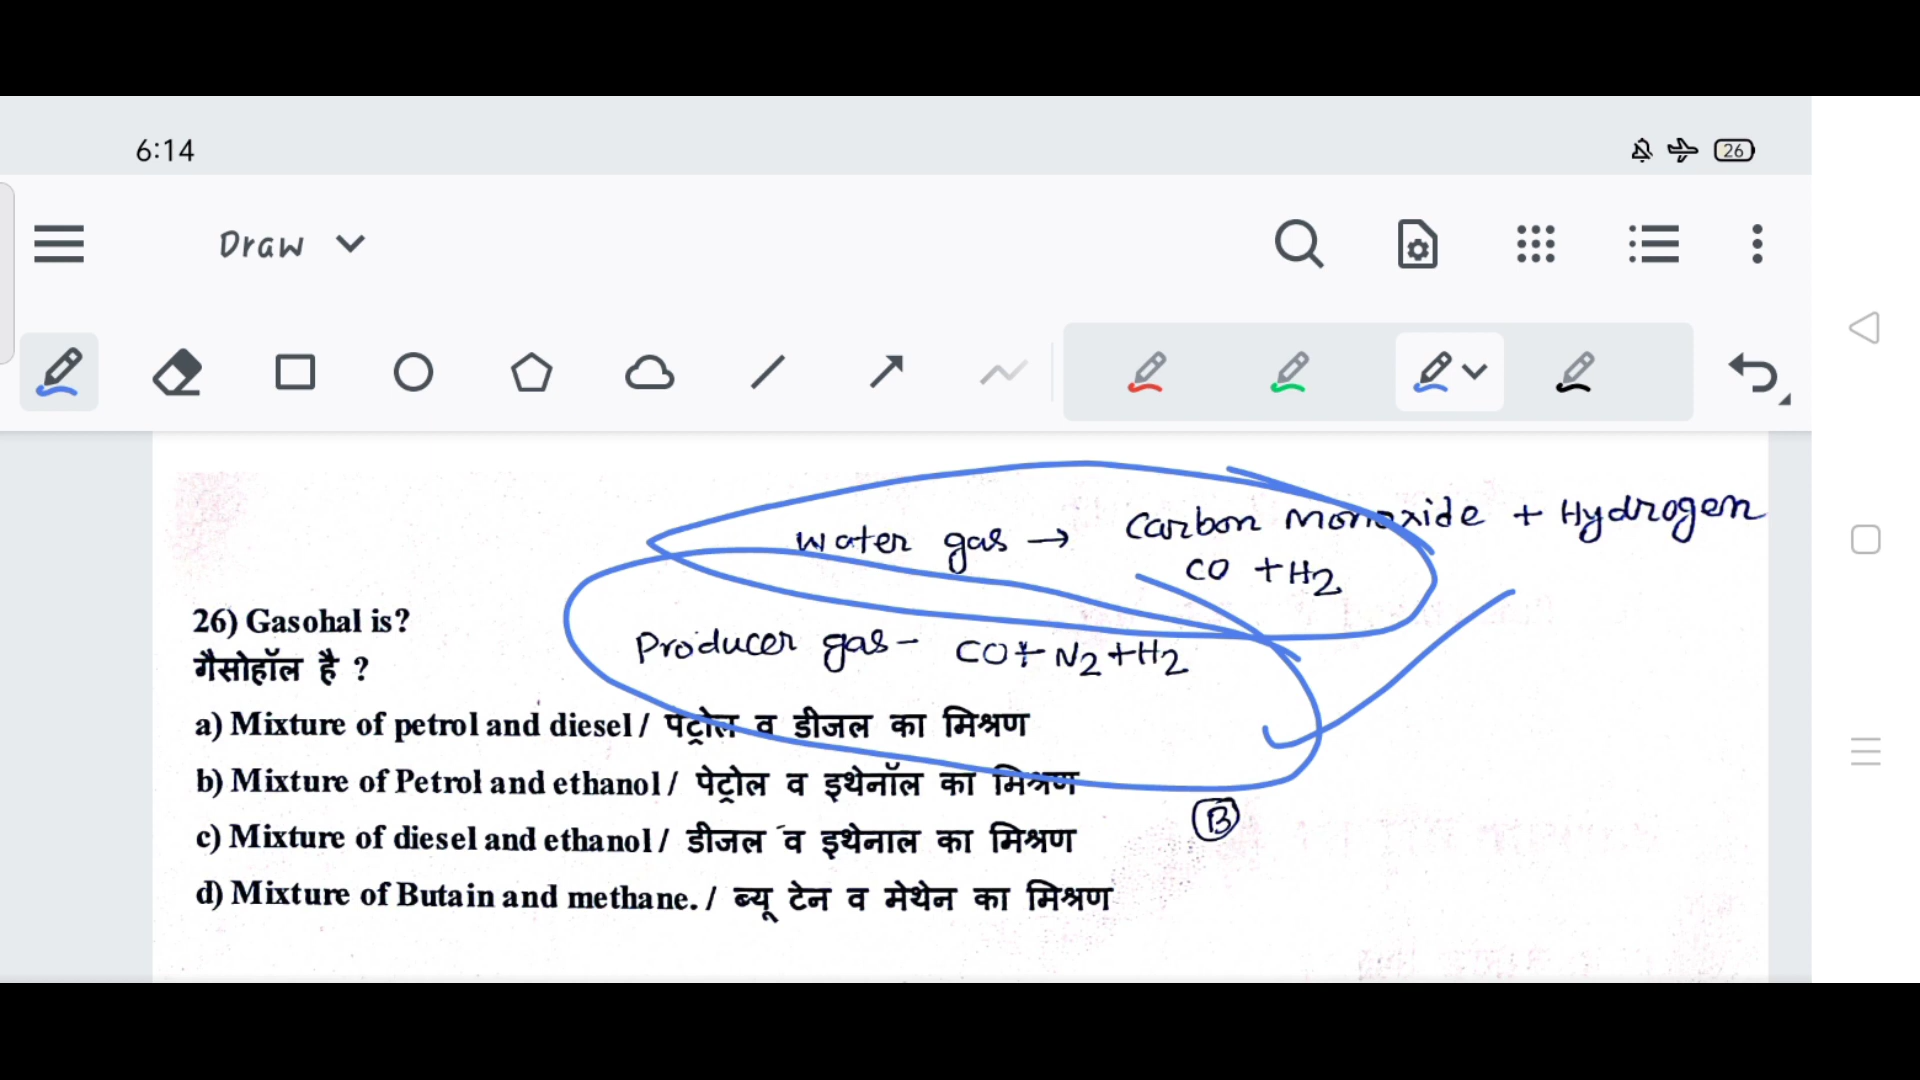 6:14
26
Draw
water gas → Carbon Monoxide + Hydrogen
CO + H2
26) Gasohal is?
Producer gas - CO + N2 + H2
गैसोहॉल है ?
a) Mixture of petrol and diesel / पेट्रोल व डीजल का मिश्रण
b) Mixture of Petrol and ethanol / पेट्रोल व इथेनॉल का मिश्रण
B
c) Mixture of diesel and ethanol / डीजल व इथेनाल का मिश्रण
d) Mixture of Butain and methane. / ब्यू टेन व मेथेन का मिश्रण